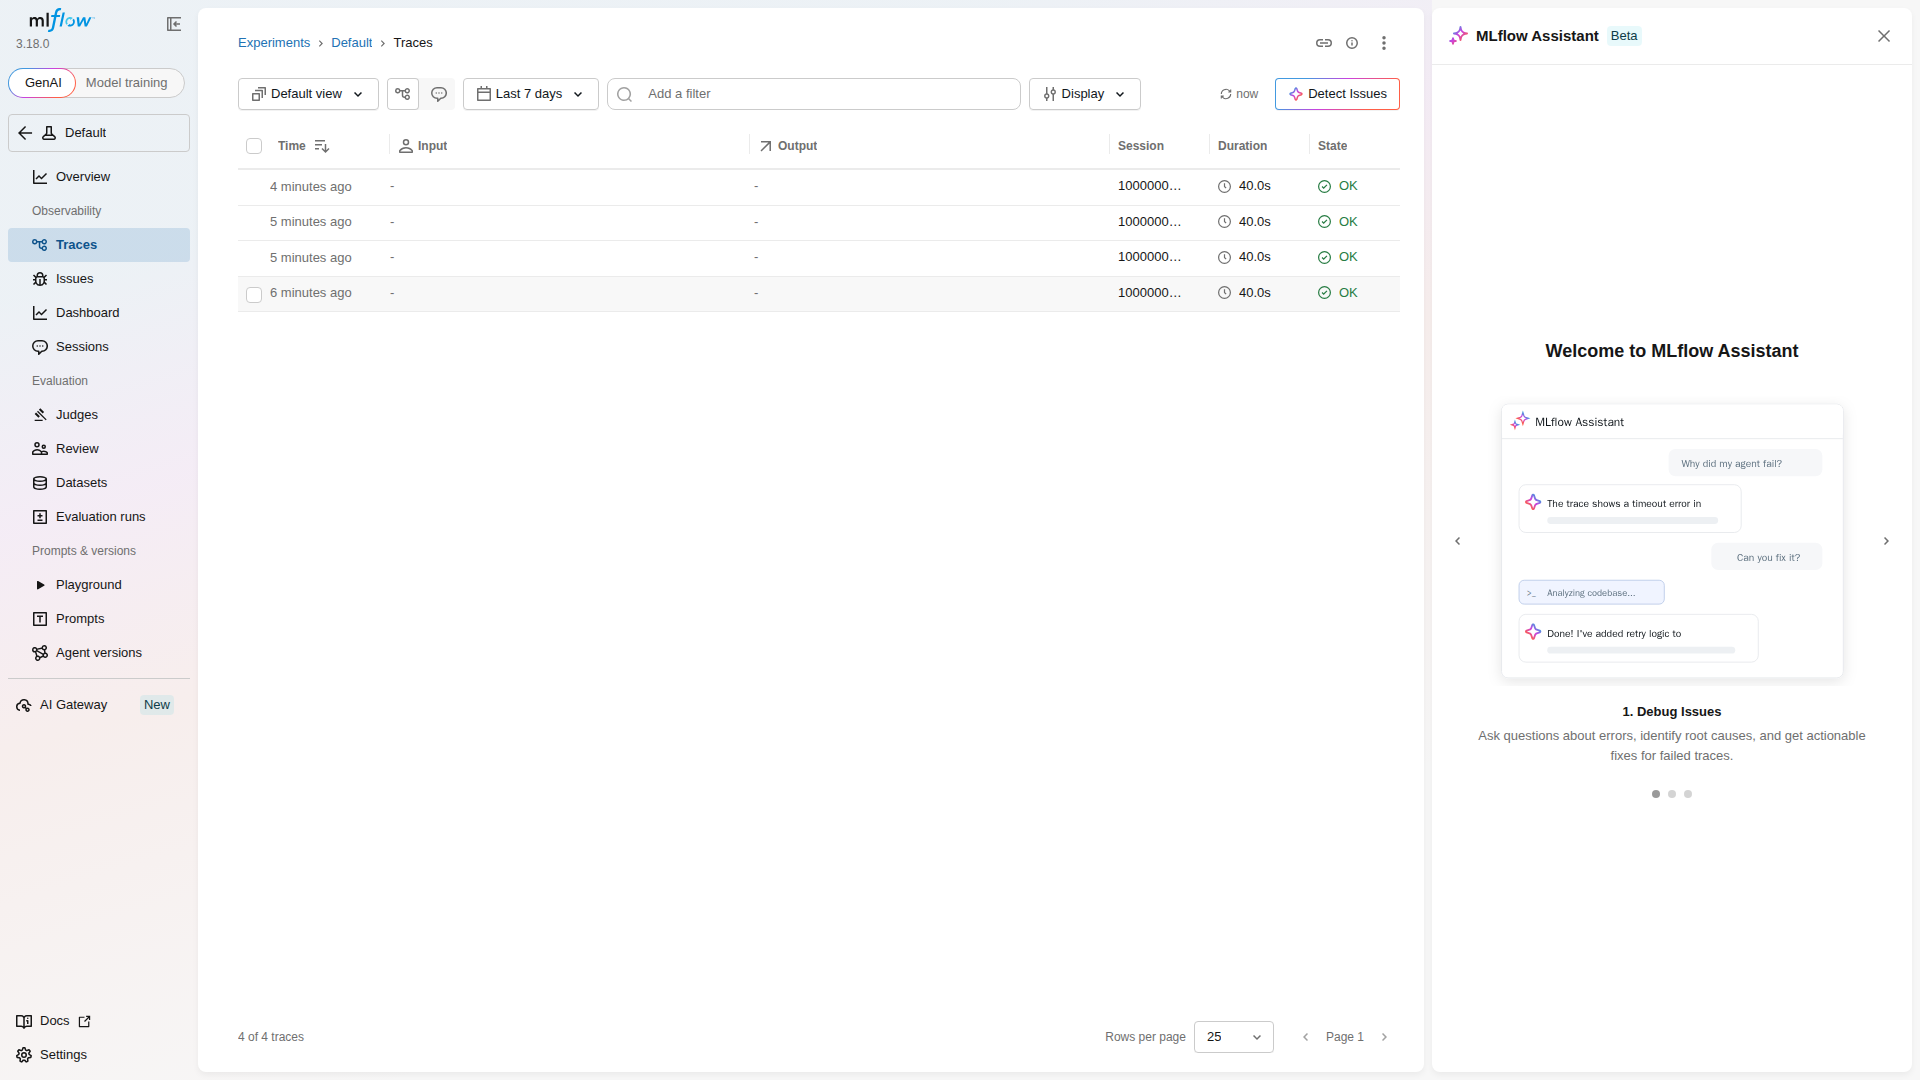 mlflow
3.18.0
GenAI
Model training
Default
Overview
Observability
Traces
Issues
Dashboard
Sessions
Evaluation
Judges
Review
Datasets
Evaluation runs
Prompts & versions
Playground
Prompts
Agent versions
AI Gateway New
Docs
Settings
Experiments > Default > Traces
Default view
Last 7 days
Add a filter
Display
now
Detect Issues
Time Input Output Session Duration State
4 minutes ago - - 1000000... 40.0s OK
5 minutes ago - - 1000000... 40.0s OK
5 minutes ago - - 1000000... 40.0s OK
6 minutes ago - - 1000000... 40.0s OK
4 of 4 traces
Rows per page 25 Page 1
MLflow Assistant Beta
Welcome to MLflow Assistant
MLflow Assistant
Why did my agent fail?
The trace shows a timeout error in
Can you fix it?
>_ Analyzing codebase...
Done! I've added retry logic to
1. Debug Issues
Ask questions about errors, identify root causes, and get actionable
fixes for failed traces.